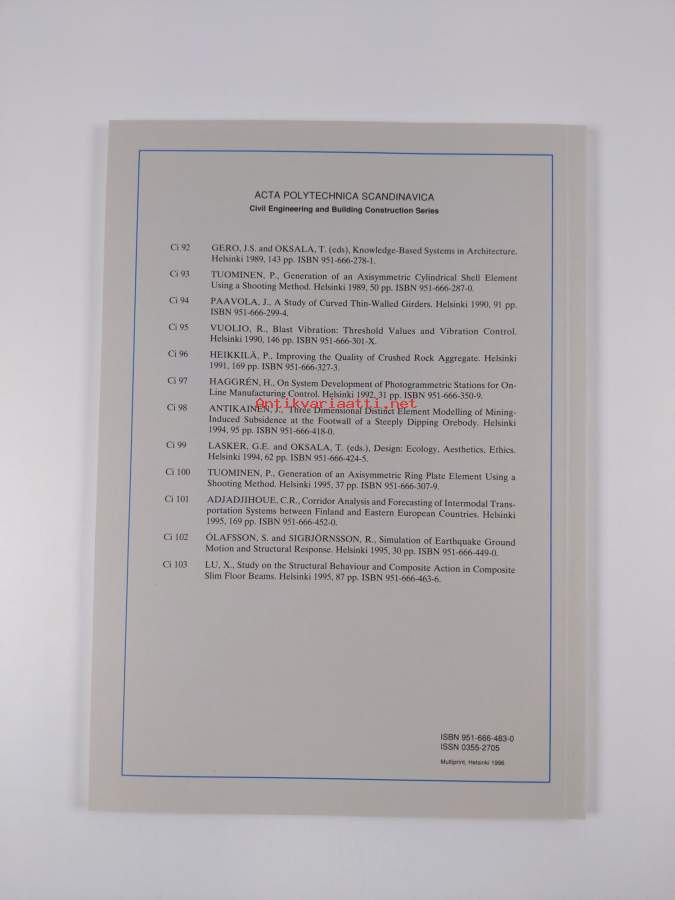 ACTA POLYTECHNICA SCANDINAVICA
Civil Engineering and Building Construction Series
Ci 92 GERO, J.S. and OKSALA, T. (eds), Knowledge-Based Systems in Architecture.
Helsinki 1989, 143 pp. ISBN 951-666-278-1.
Ci 93 TUOMINEN, P., Generation of an Axisymmetric Cylindrical Shell Element
Using a Shooting Method. Helsinki 1989, 50 pp. ISBN 951-666-287-0.
Ci 94 PAAVOLA, J., A Study of Curved Thin-Walled Girders. Helsinki 1990, 91 pp.
ISBN 951-666-299-4.
Ci 95 VUOLIO, R., Blast Vibration: Threshold Values and Vibration Control.
Helsinki 1990, 146 pp. ISBN 951-666-301-X.
Ci 96 HEIKKILÄ, P., Improving the Quality of Crushed Rock Aggregate. Helsinki
1991, 169 pp. ISBN 951-666-327-3.
Ci 97 HAGGRÉN, H., On System Development of Photogrammetric Stations for On-
Line Manufacturing Control. Helsinki 1992, 31 pp. ISBN 951-666-350-9.
Antikvariaatti.net
Ci 98 ANTIKAINEN, J., Three Dimensional Distinct Element Modelling of Mining-
Induced Subsidence at the Footwall of a Steeply Dipping Orebody. Helsinki
1994, 95 pp. ISBN 951-666-418-0.
Ci 99 LASKER, G.E. and OKSALA, T. (eds.), Design: Ecology, Aesthetics, Ethics.
Helsinki 1994, 62 pp. ISBN 951-666-424-5.
Ci 100 TUOMINEN, P., Generation of an Axisymmetric Ring Plate Element Using a
Shooting Method. Helsinki 1995, 37 pp. ISBN 951-666-307-9.
Ci 101 ADJADJIHOUE, C.R., Corridor Analysis and Forecasting of Intermodal Trans-
portation Systems between Finland and Eastern European Countries. Helsinki
1995, 169 pp. ISBN 951-666-452-0.
Ci 102 ÓLAFSSON, S. and SIGBJÖRNSSON, R., Simulation of Earthquake Ground
Motion and Structural Response. Helsinki 1995, 30 pp. ISBN 951-666-449-0.
Ci 103 LU, X., Study on the Structural Behaviour and Composite Action in Composite
Slim Floor Beams. Helsinki 1995, 87 pp. ISBN 951-666-463-6.
ISBN 951-666-483-0
ISSN 0355-2705
Multiprint, Helsinki 1996